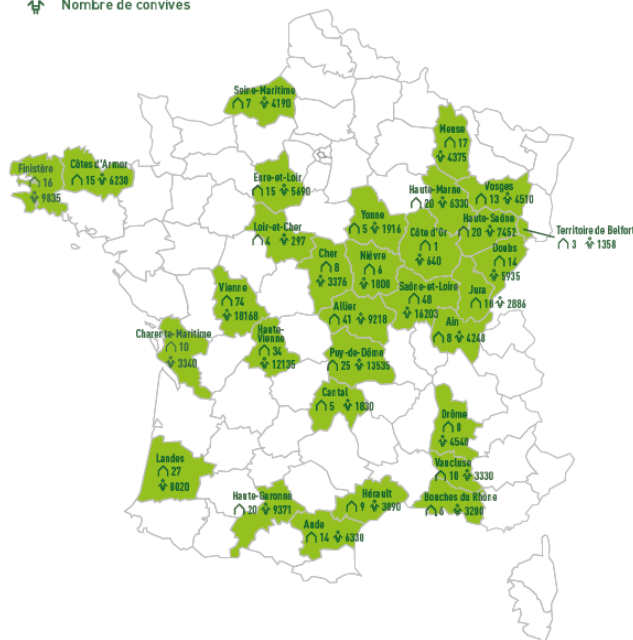 Nombre de convives
Seine-Maritime
7 4190
Meuse
17
4375
Finistère
16
9835
Côtes d'Armor
15 6230
Eure-et-Loir
15 5690
Haute-Marne
20 6330
Vosges
13 4510
Loir-et-Cher
4 297
Yonne
5 1916
Côte d'Or
1
640
Haute-Saône
20 7452
Territoire de Belfort
3 1358
Doubs
14
5935
Cher
8
3376
Nièvre
6
1800
Saône-et-Loire
48
16203
Jura
10 2886
Vienne
74
18168
Allier
41 9218
Ain
8 4248
Charente-Maritime
10
3340
Haute-
Vienne
34
12135
Puy-de-Dôme
25 13535
Cantal
5 1830
Drôme
8
4540
Landes
27
8020
Vaucluse
10 3330
Haute-Garonne
20 9371
Hérault
9 3090
Bouches du Rhône
6 3200
Aude
14 6330